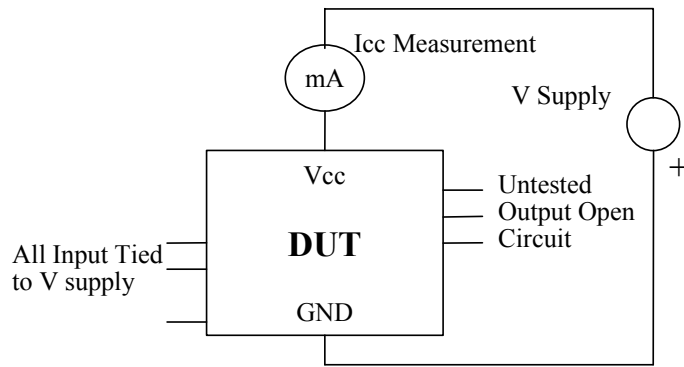 Icc Measurement
mA
V Supply
+
Vcc
Untested
Output Open
Circuit
DUT
All Input Tied
to V supply
GND